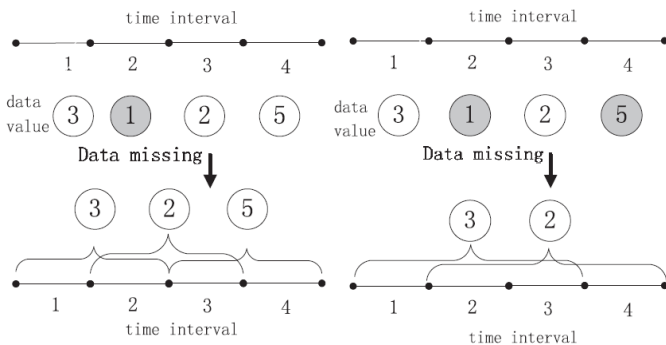 time interval
1 2 3 4
data value 3 1 2 5
Data missing
3 2 5
1 2 3 4
time interval
time interval
1 2 3 4
data value 3 1 2 5
Data missing
3 2
1 2 3 4
time interval